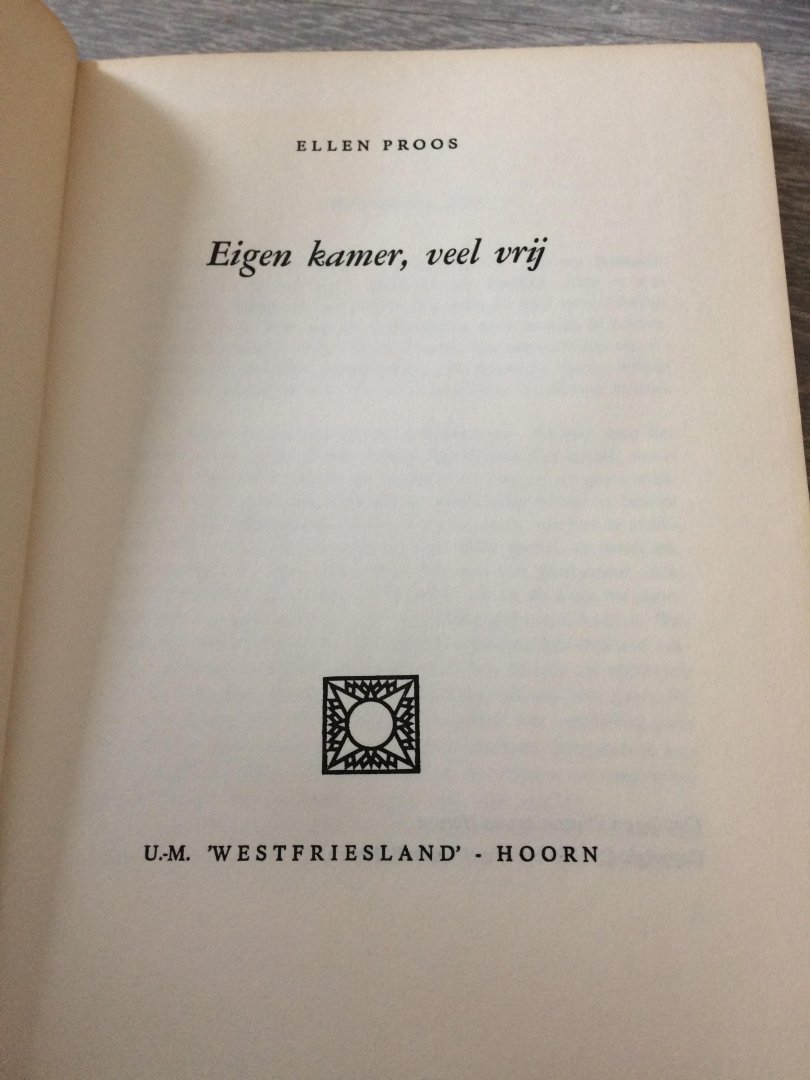 ELLEN PROOS
Eigen kamer, veel vrij
U.-M. 'WESTFRIESLAND' - HOORN